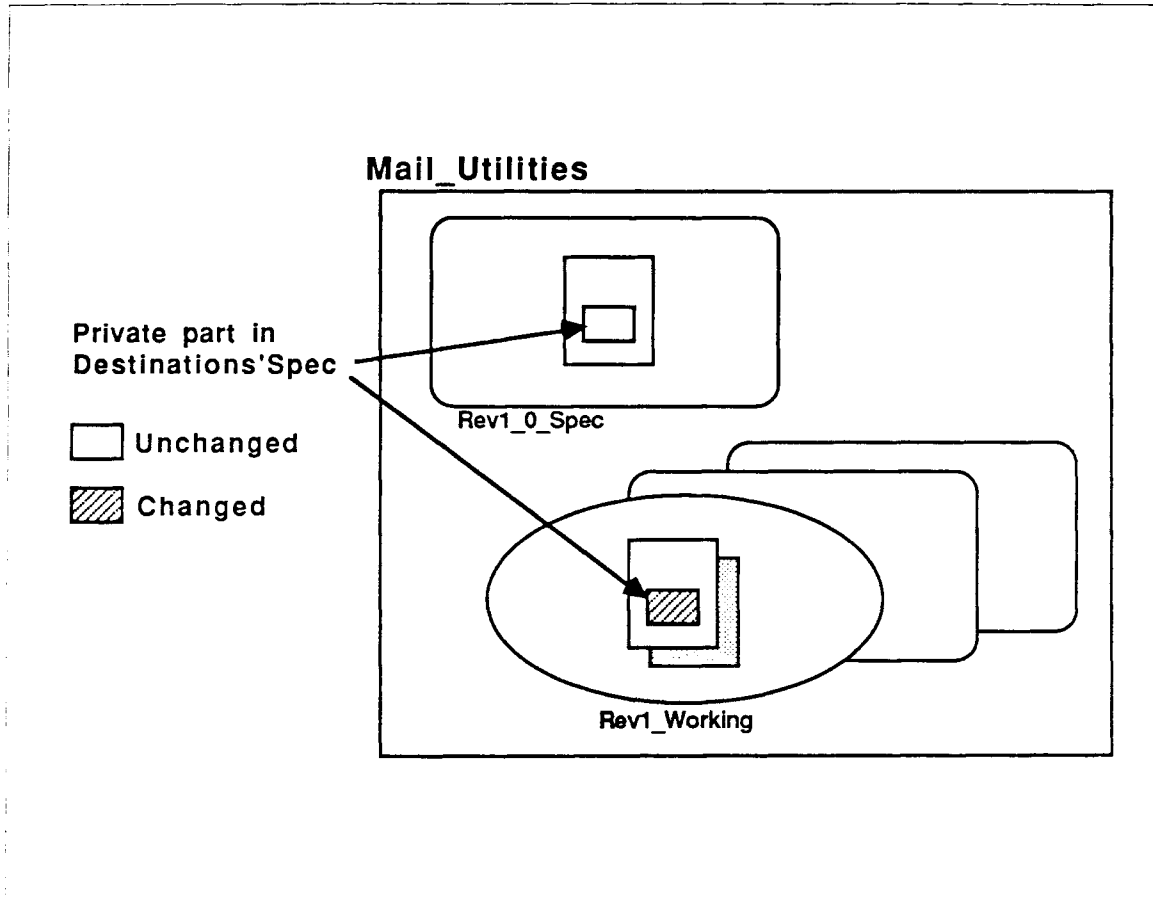 Mail_Utilities
Private part in
Destinations'Spec
Unchanged
Changed
Rev1_0_Spec
Rev1_Working